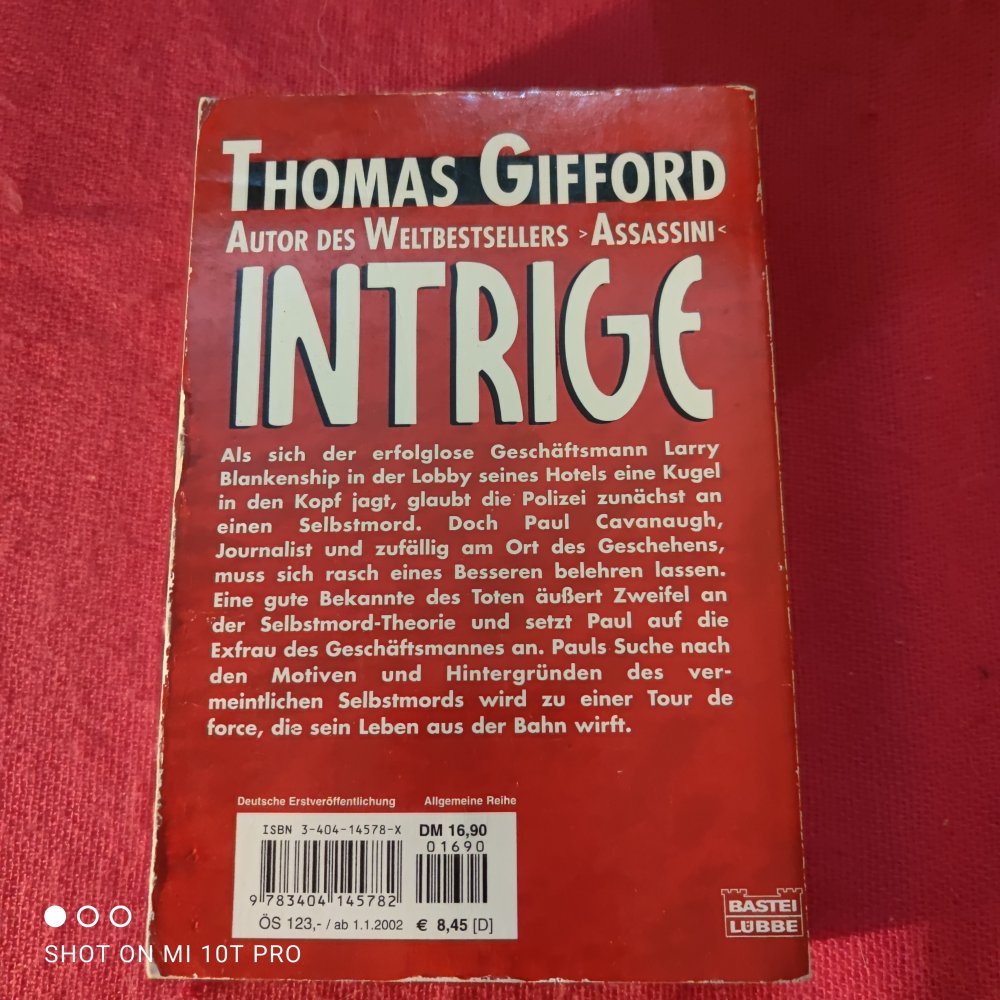 THOMAS GIFFORD
AUTOR DES WELTBESTSELLERS ›ASSASSINI‹
INTRIGE
Als sich der erfolglose Geschäftsmann Larry
Blankenship in der Lobby seines Hotels eine Kugel
in den Kopf jagt, glaubt die Polizei zunächst an
einen Selbstmord. Doch Paul Cavanaugh,
Journalist und zufällig am Ort des Geschehens,
muss sich rasch eines Besseren belehren lassen.
Eine gute Bekannte des Toten äußert Zweifel an
der Selbstmord-Theorie und setzt Paul auf die
Exfrau des Geschäftsmannes an. Pauls Suche nach
den Motiven und Hintergründen des ver-
meintlichen Selbstmords wird zu einer Tour de
force, die sein Leben aus der Bahn wirft.
Deutsche Erstveröffentlichung Allgemeine Reihe
ISBN 3-404-14578-X DM 16,90
01690
9 783404 145782
ÖS 123,- / ab 1.1.2002 € 8,45 [D]
BASTEI
LÜBBE
SHOT ON MI 10T PRO